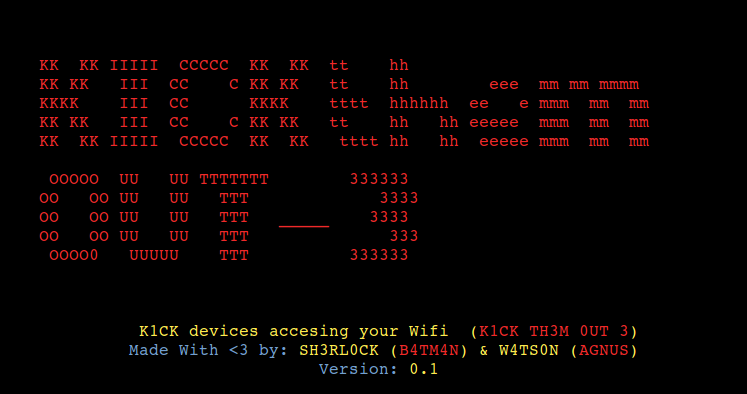 KK  KK IIIII  CCCCC  KK  KK  tt    hh
KK KK   III  CC    C KK KK   tt    hh        eee  mm mm mmmm
KKKK    III  CC      KKKK    tttt  hhhhhh  ee   e mmm  mm  mm
KK KK   III  CC    C KK KK   tt    hh   hh eeeee  mmm  mm  mm
KK  KK IIIII  CCCCC  KK  KK   tttt hh   hh  eeeee mmm  mm  mm
 OOOOO  UU   UU TTTTTTT        333333
OO   OO UU   UU   TTT             3333
OO   OO UU   UU   TTT   _____    3333
OO   OO UU   UU   TTT              333
 OOOO0   UUUUU    TTT          333333
K1CK devices accesing your Wifi  (K1CK TH3M 0UT 3)
Made With <3 by: SH3RL0CK (B4TM4N) & W4TS0N (AGNUS)
Version: 0.1